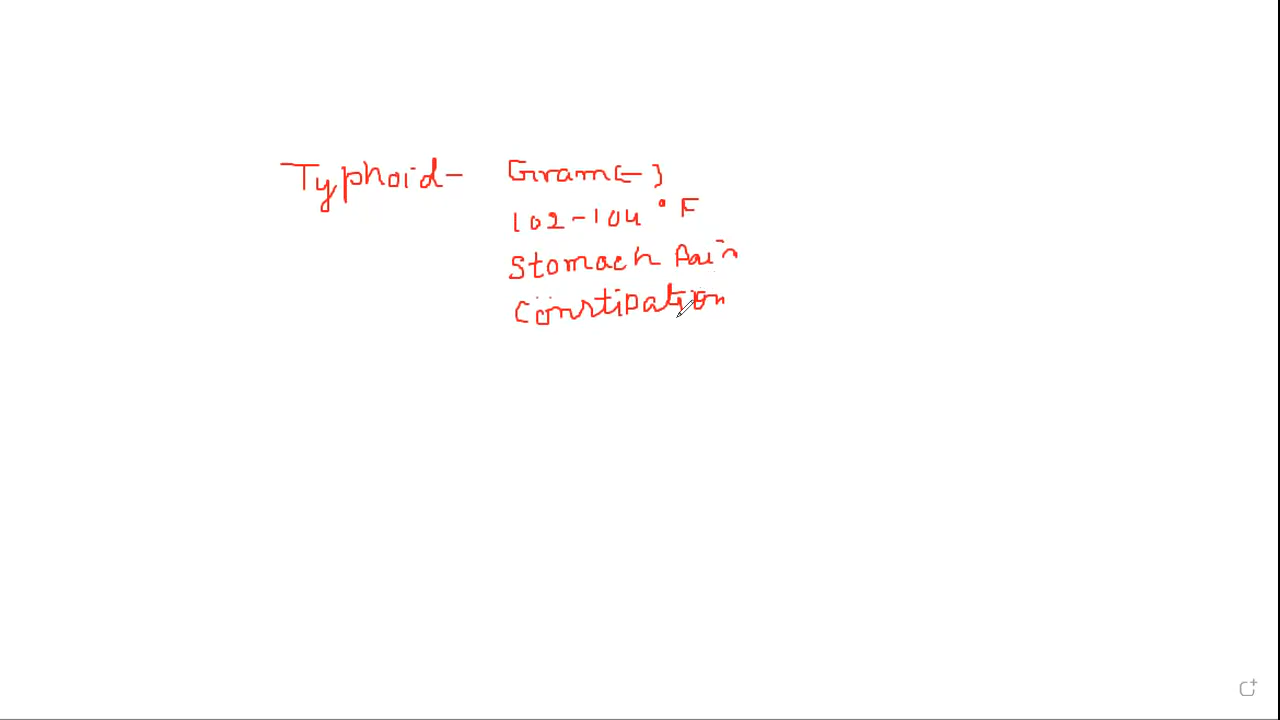 Typhoid - Gram(-)
102-104°F
Stomach Pain
Constipation